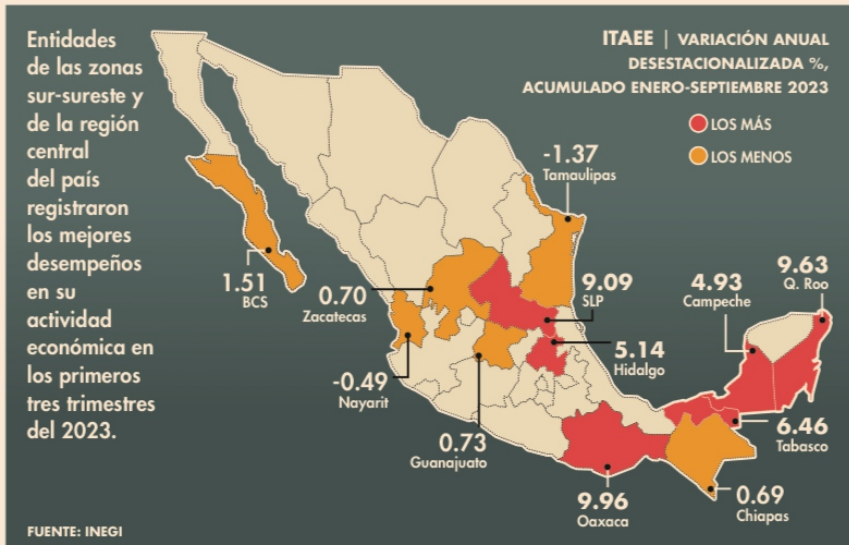 Entidades
de las zonas
sur-sureste y
de la región
central
del país
registraron
los mejores
desempeños
en su
actividad
económica en
los primeros
tres trimestres
del 2023.
ITAEE | VARIACIÓN ANUAL
DESESTACIONALIZADA %,
ACUMULADO ENERO-SEPTIEMBRE 2023
LOS MÁS
LOS MENOS
-1.37
Tamaulipas
1.51
BCS
0.70
Zacatecas
9.09
SLP
4.93
Campeche
9.63
Q. Roo
-0.49
Nayarit
5.14
Hidalgo
0.73
Guanajuato
6.46
Tabasco
9.96
Oaxaca
0.69
Chiapas
FUENTE: INEGI